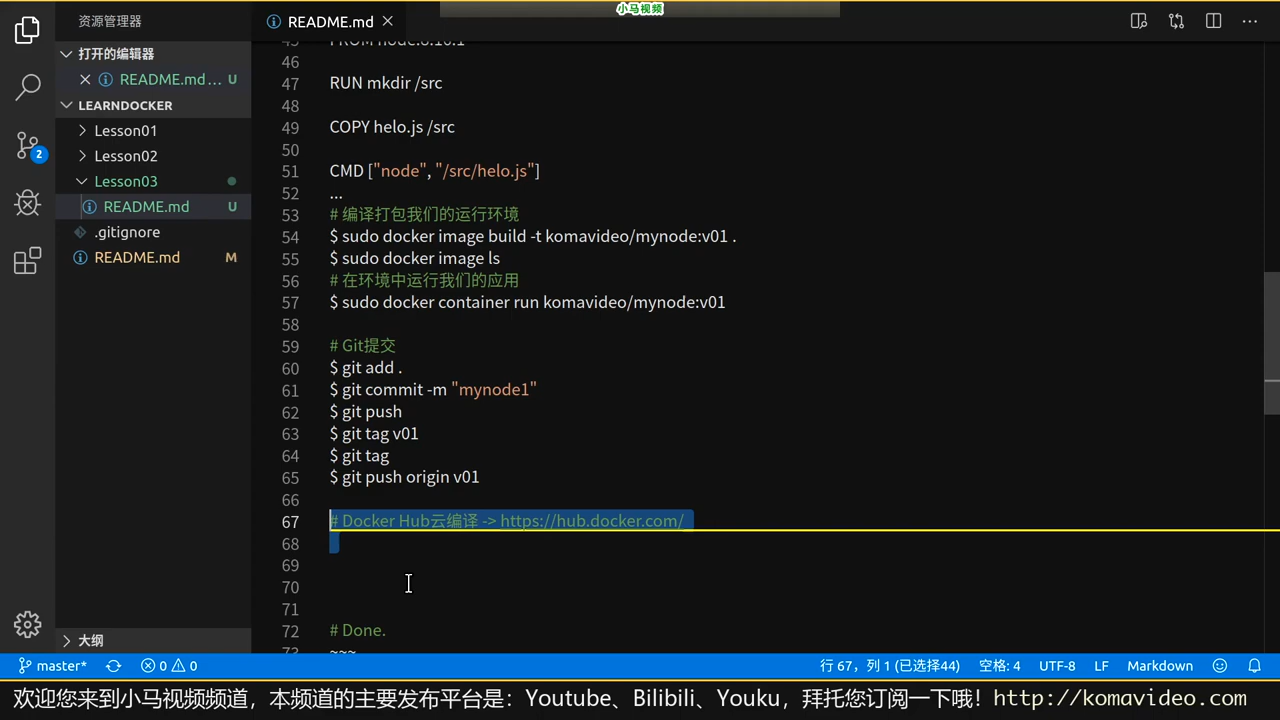 小马视频
资源管理器
README.md
打开的编辑器
README.md... U
LEARNDOCKER
Lesson01
Lesson02
Lesson03
README.md U
.gitignore
README.md M
2
大纲
46
47 RUN mkdir /src
48
49 COPY helo.js /src
50
51 CMD ["node", "/src/helo.js"]
52 ...
53 # 编译打包我们的运行环境
54 $ sudo docker image build -t komavideo/mynode:v01 .
55 $ sudo docker image ls
56 # 在环境中运行我们的应用
57 $ sudo docker container run komavideo/mynode:v01
58
59 # Git提交
60 $ git add .
61 $ git commit -m "mynode1"
62 $ git push
63 $ git tag v01
64 $ git tag
65 $ git push origin v01
66
67 # Docker Hub云编译 -> https://hub.docker.com/
68
69
70
71
72 # Done.
73 ~~~
master* 0 0 行 67，列 1 (已选择44) 空格: 4 UTF-8 LF Markdown
欢迎您来到小马视频频道，本频道的主要发布平台是：Youtube、Bilibili、Youku，拜托您订阅一下哦！http://komavideo.com